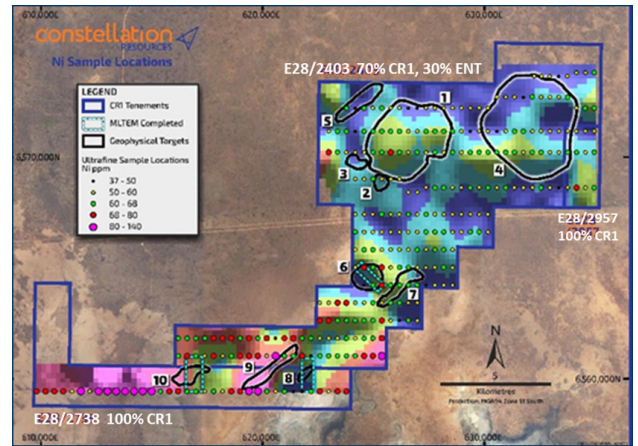 610,000E
620,000E
630,000E
constellation
RESOURCES
Ni Sample Locations
E28/2403 70% CR1, 30% ENT
LEGEND
CR1 Tenements
MLTEM Completed
Geophysical Targets
Ultrafine Sample Locations
Ni ppm
37 - 50
50 - 60
60 - 68
68 - 80
80 - 140
1
5
3
2
4
6,570,000N
E28/2957
100% CR1
6
7
N
9
10
8
5
Kilometres
6,560,000N
E28/2738 100% CR1
610,000E
620,000E
630,000E